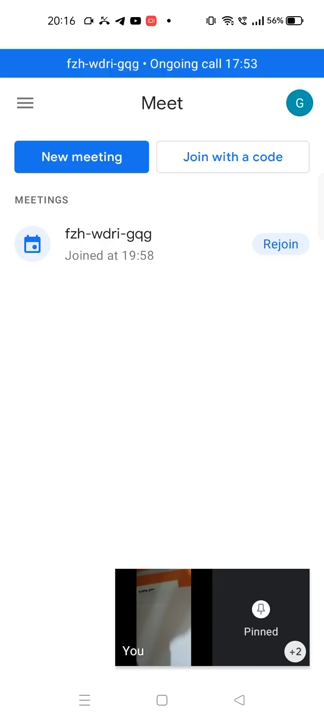 20:16
56%
fzh-wdri-gqg • Ongoing call 17:53
Meet
G
New meeting
Join with a code
MEETINGS
fzh-wdri-gqg
Joined at 19:58
Rejoin
You
Pinned
+2